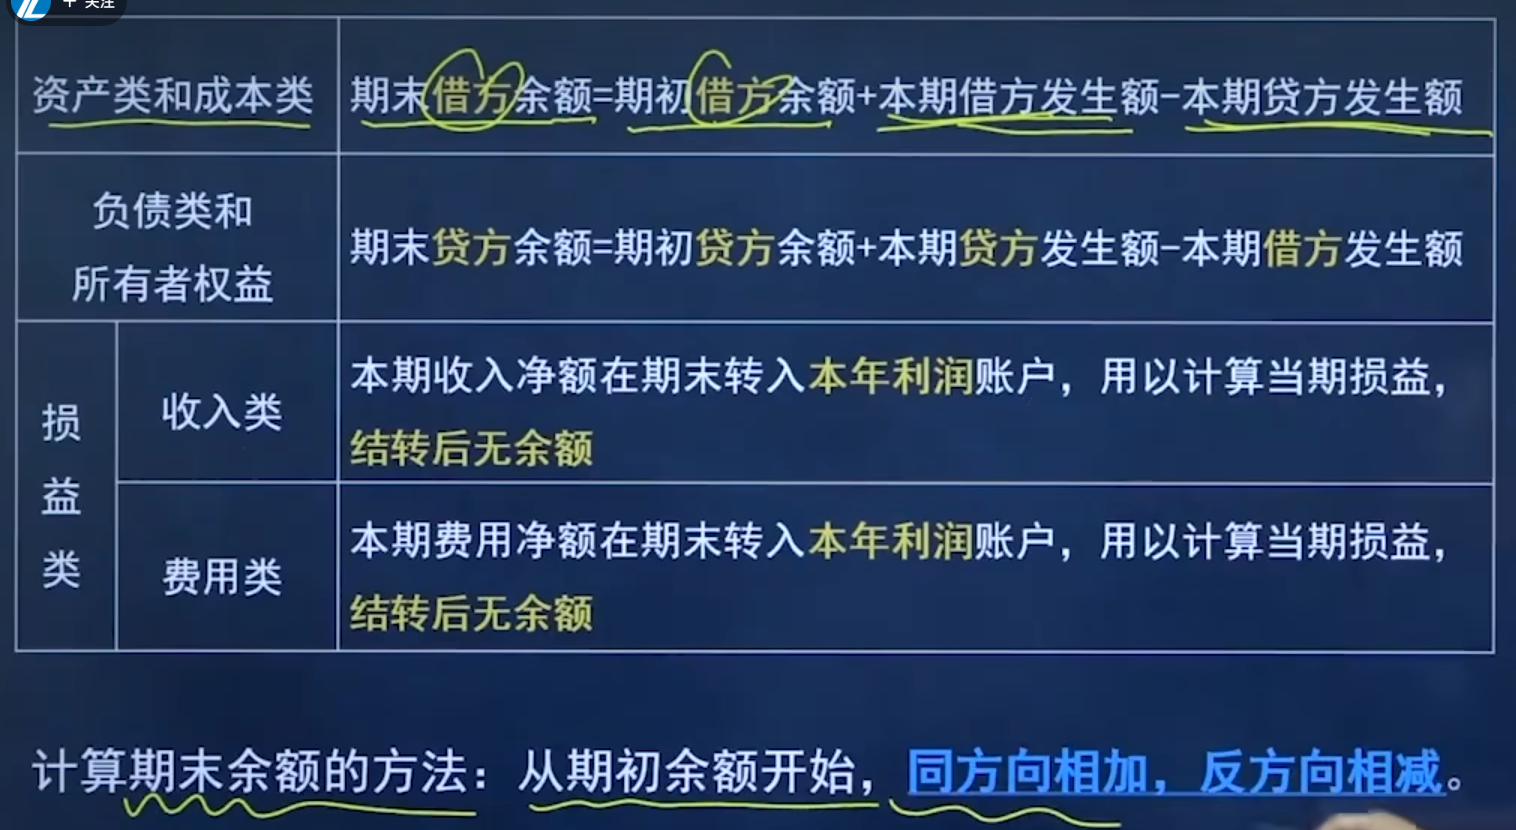 + 关注
资产类和成本类
期末借方余额=期初借方余额+本期借方发生额-本期贷方发生额
负债类和
所有者权益
期末贷方余额=期初贷方余额+本期贷方发生额-本期借方发生额
损
益
类
收入类
本期收入净额在期末转入本年利润账户，用以计算当期损益，
结转后无余额
费用类
本期费用净额在期末转入本年利润账户，用以计算当期损益，
结转后无余额
计算期末余额的方法：从期初余额开始，同方向相加，反方向相减。